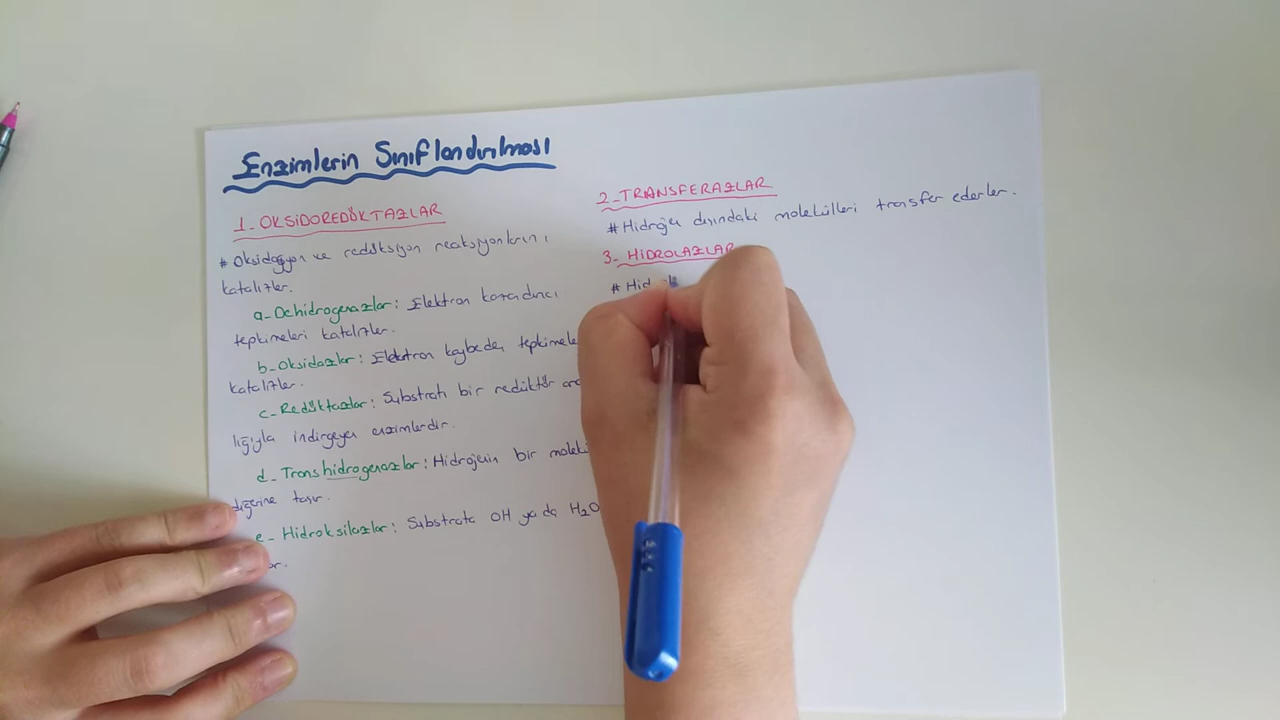 Enzimlerin Sınıflandırılması
1. OKSİDOREDÜKTAZLAR
# Oksidasyon ve redüksiyon reaksiyonlarını
katalizler.
a- Dehidrogenazlar: Elektron kazandırıcı
tepkimeleri katalizler.
b- Oksidazlar: Elektron kaybeden tepkimele
katalizler.
c- Redüktazlar: Substratı bir redüktör ara
lığıyla indirgeyen enzimlerdir.
d- Transhidrogenazlar: Hidrojenin bir molekü
diğerine taşır.
e- Hidroksilazlar: Substrata OH ya da H2O
2- TRANSFERAZLAR
# Hidrojen dışındaki molekülleri transfer ederler.
3- HİDROLAZLAR
# Hid